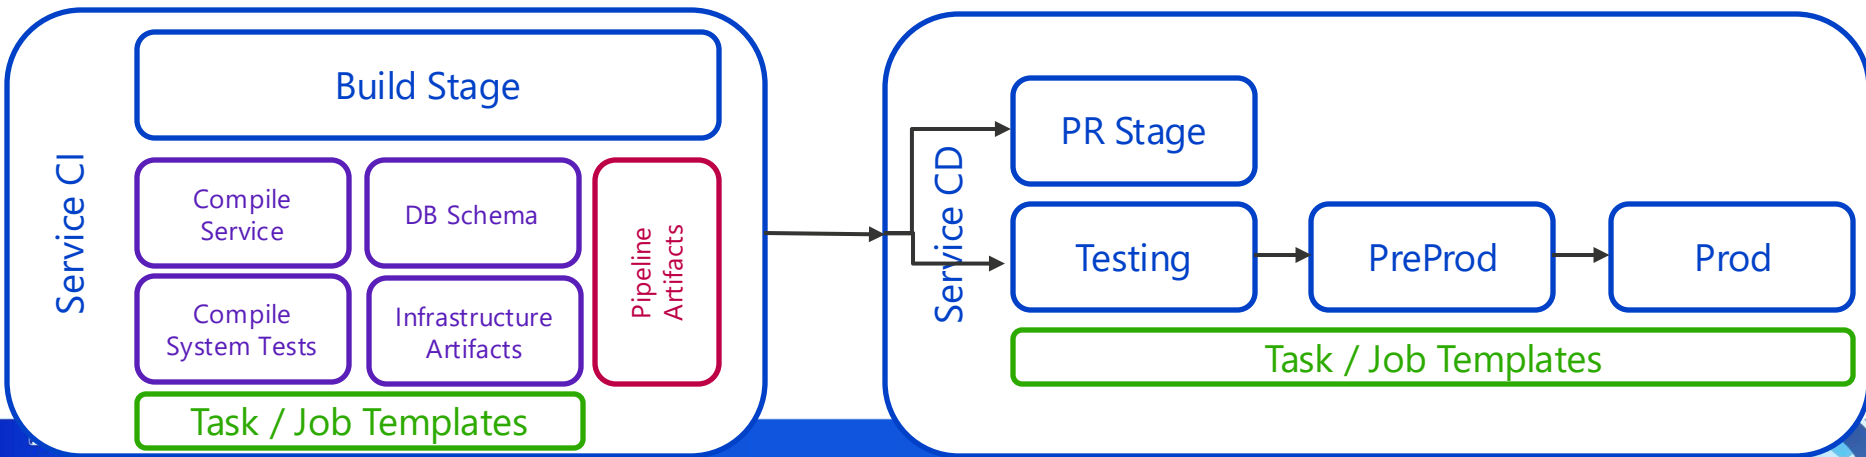 Service CI
Build Stage
Compile
Service
DB Schema
Compile
System Tests
Infrastructure
Artifacts
Pipeline
Artifacts
Task / Job Templates
Service CD
PR Stage
Testing
PreProd
Prod
Task / Job Templates